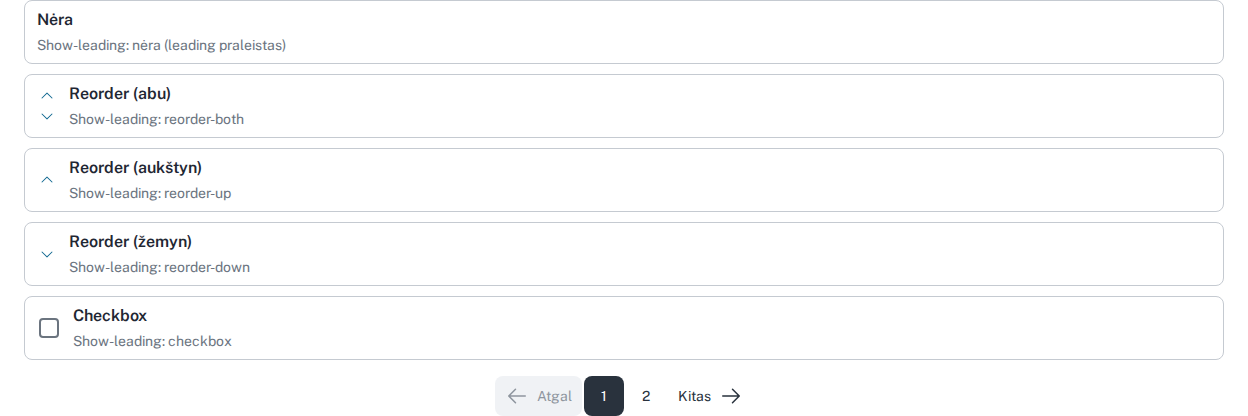 Nėra
Show-leading: nėra (leading praleistas)
Reorder (abu)
Show-leading: reorder-both
Reorder (aukštyn)
Show-leading: reorder-up
Reorder (žemyn)
Show-leading: reorder-down
Checkbox
Show-leading: checkbox
Atgal 1 2 Kitas